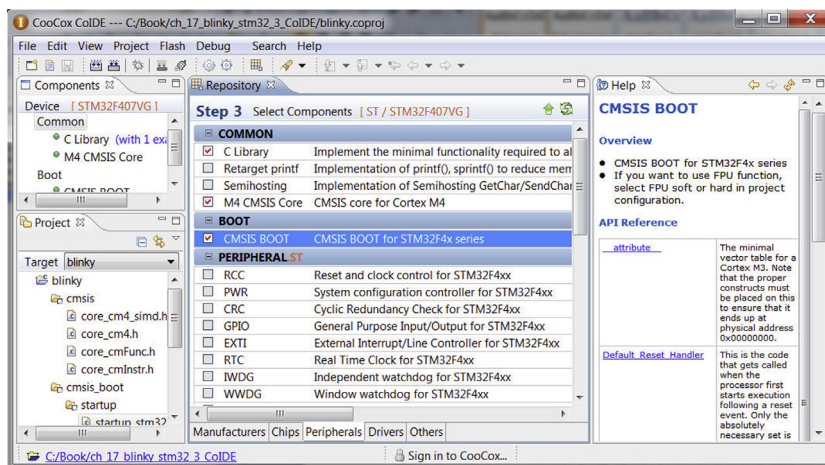 CooCox CoIDE --- C:/Book/ch_17_blinky_stm32_3_CoIDE/blinky.coproj
File Edit View Project Flash Debug Search Help
Components
Device [ STM32F407VG ]
Common
C Library (with 1 exa
M4 CMSIS Core
Boot
CMSIS BOOT
Project
Target blinky
blinky
cmsis
core_cm4_simd.h
core_cm4.h
core_cmFunc.h
core_cmInstr.h
cmsis_boot
startup
startup_stm32
Repository
Step 3 Select Components [ ST / STM32F407VG ]
COMMON
C Library Implement the minimal functionality required to al
Retarget printf Implementation of printf(), sprintf() to reduce mem
Semihosting Implementation of Semihosting GetChar/SendChar
M4 CMSIS Core CMSIS core for Cortex M4
BOOT
CMSIS BOOT CMSIS BOOT for STM32F4x series
PERIPHERAL.ST
RCC Reset and clock control for STM32F4xx
PWR System configuration controller for STM32F4xx
CRC Cyclic Redundancy Check for STM32F4xx
GPIO General Purpose Input/Output for STM32F4xx
EXTI External Interrupt/Line Controller for STM32F4xx
RTC Real Time Clock for STM32F4xx
IWDG Independent watchdog for STM32F4xx
WWDG Window watchdog for STM32F4xx
Manufacturers Chips Peripherals Drivers Others
Help
CMSIS BOOT
Overview
CMSIS BOOT for STM32F4x series
If you want to use
FPU function,
select FPU soft or hard in project
configuration.
API Reference
__attribute__
The minimal
vector table for a
Cortex M3. Note
that the proper
constructs must
be placed on this
to ensure that it
ends up at
physical address
0x00000000.
Default_Reset_Handler
This is the code
that gets called
when the
processor first
starts execution
following a reset
event. Only the
absolutely
necessary set is
C:/Book/ch_17_blinky_stm32_3_CoIDE
Sign in to CooCox...